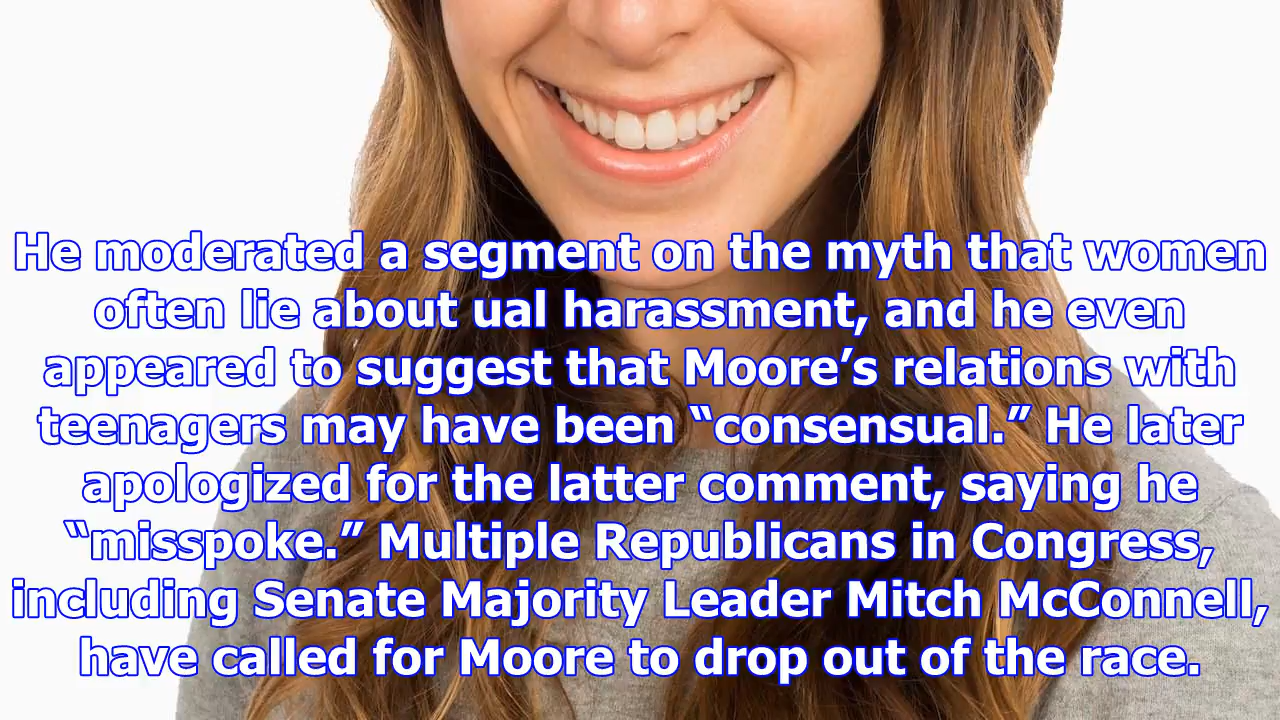 He moderated a segment on the myth that women
often lie about ual harassment, and he even
appeared to suggest that Moore’s relations with
teenagers may have been “consensual.” He later
apologized for the latter comment, saying he
“misspoke.” Multiple Republicans in Congress,
including Senate Majority Leader Mitch McConnell,
have called for Moore to drop out of the race.